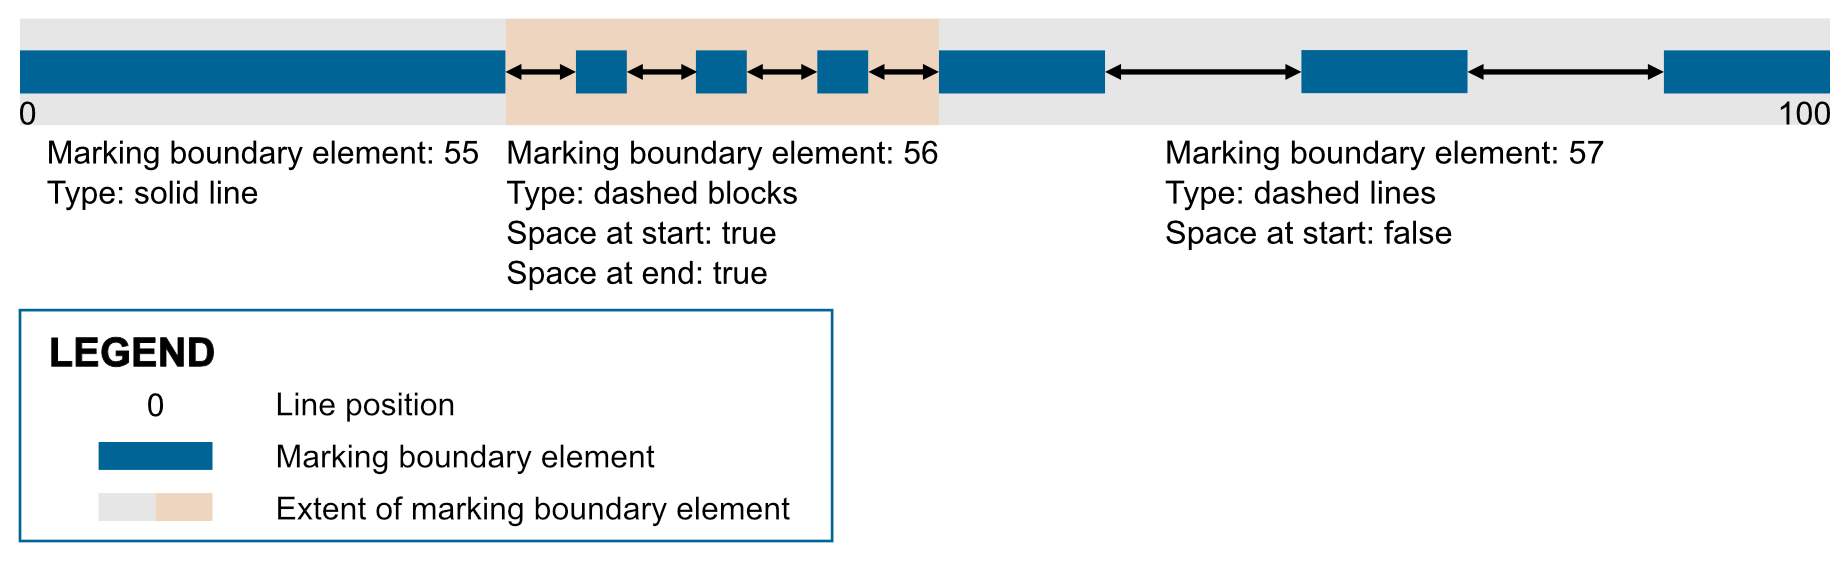 0
100
Marking boundary element: 55
Type: solid line
Marking boundary element: 56
Type: dashed blocks
Space at start: true
Space at end: true
Marking boundary element: 57
Type: dashed lines
Space at start: false
LEGEND
0 Line position
Marking boundary element
Extent of marking boundary element